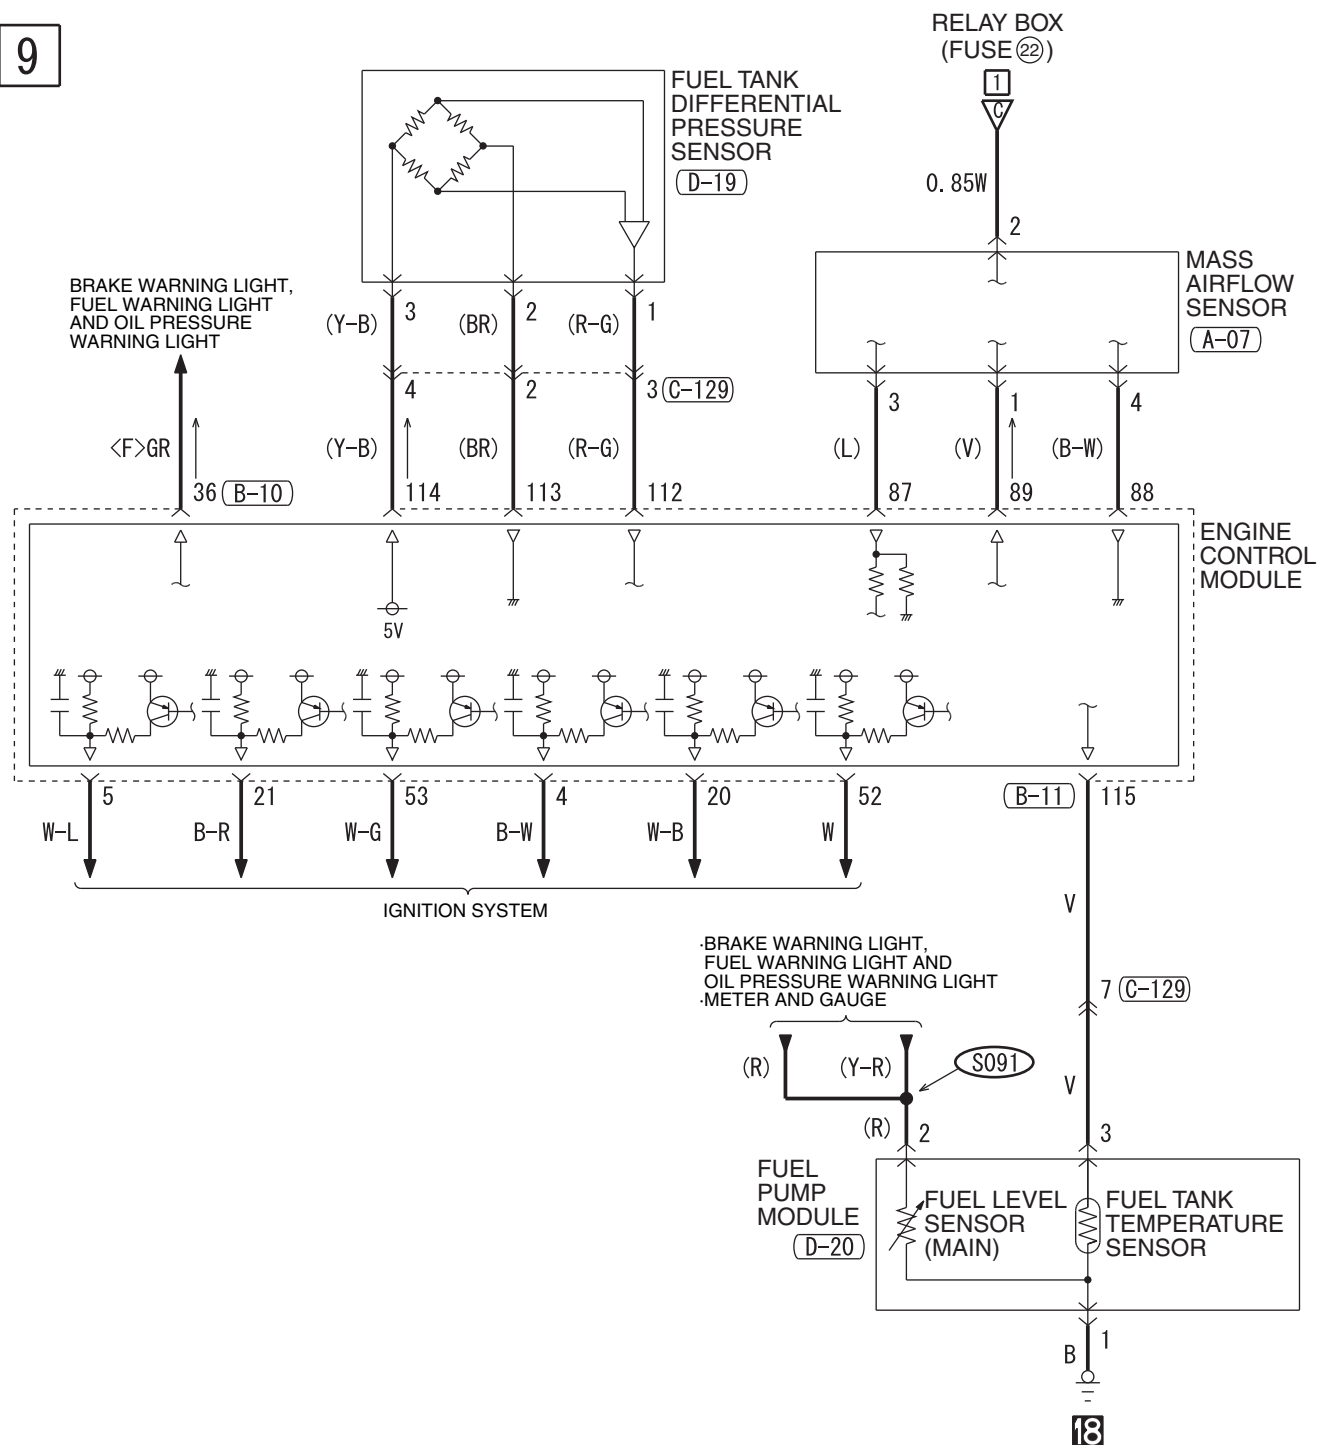 9
RELAY BOX
(FUSE 22)
1
C
FUEL TANK
DIFFERENTIAL
PRESSURE
SENSOR
D-19
0.85W
2
MASS
AIRFLOW
SENSOR
A-07
BRAKE WARNING LIGHT,
FUEL WARNING LIGHT
AND OIL PRESSURE
WARNING LIGHT
(Y-B) 3 (BR) 2 (R-G) 1
4 2 3 C-129
3 1 4
<F>GR (Y-B) (BR) (R-G) (L) (V) (B-W)
36 B-10 114 113 112 87 89 88
ENGINE
CONTROL
MODULE
5V
5 21 53 4 20 52 B-11 115
W-L B-R W-G B-W W-B W
IGNITION SYSTEM
V
·BRAKE WARNING LIGHT,
FUEL WARNING LIGHT AND
OIL PRESSURE WARNING LIGHT
·METER AND GAUGE
7 C-129
(R) (Y-R) S091
V
(R) 2 3
FUEL
PUMP
MODULE
D-20
FUEL LEVEL
SENSOR
(MAIN)
FUEL TANK
TEMPERATURE
SENSOR
B 1
18